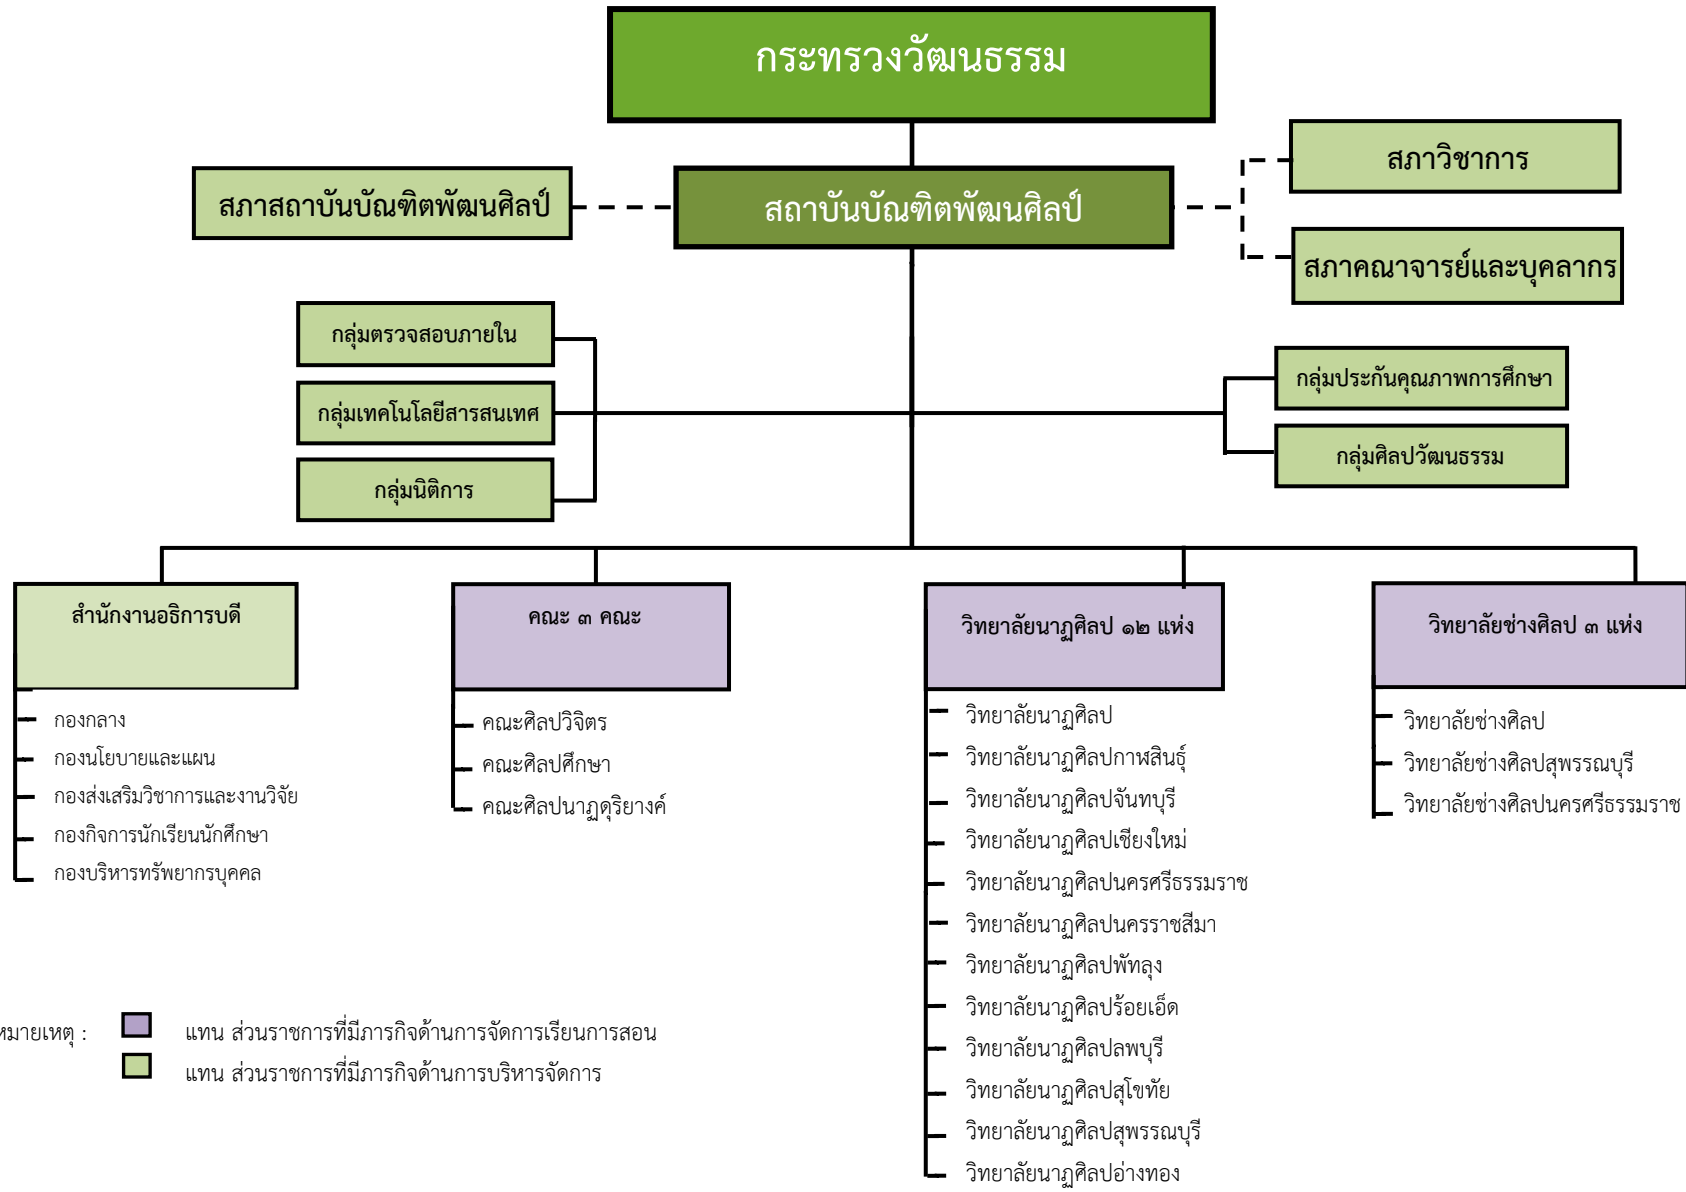 กระทรวงวัฒนธรรม
สภาวิชาการ
สภาสถาบันบัณฑิตพัฒนศิลป์
สถาบันบัณฑิตพัฒนศิลป์
สภาคณาจารย์และบุคลากร
กลุ่มตรวจสอบภายใน
กลุ่มเทคโนโลยีสารสนเทศ
กลุ่มนิติการ
กลุ่มประกันคุณภาพการศึกษา
กลุ่มศิลปวัฒนธรรม
สำนักงานอธิการบดี
กองกลาง
กองนโยบายและแผน
กองส่งเสริมวิชาการและงานวิจัย
กองกิจการนักเรียนนักศึกษา
กองบริหารทรัพยากรบุคคล
คณะ ๓ คณะ
คณะศิลปวิจิตร
คณะศิลปศึกษา
คณะศิลปนาฏดุริยางค์
วิทยาลัยนาฏศิลป ๑๒ แห่ง
วิทยาลัยนาฏศิลป
วิทยาลัยนาฏศิลปกาฬสินธุ์
วิทยาลัยนาฏศิลปจันทบุรี
วิทยาลัยนาฏศิลปเชียงใหม่
วิทยาลัยนาฏศิลปนครศรีธรรมราช
วิทยาลัยนาฏศิลปนครราชสีมา
วิทยาลัยนาฏศิลปพัทลุง
วิทยาลัยนาฏศิลปร้อยเอ็ด
วิทยาลัยนาฏศิลปลพบุรี
วิทยาลัยนาฏศิลปสุโขทัย
วิทยาลัยนาฏศิลปสุพรรณบุรี
วิทยาลัยนาฏศิลปอ่างทอง
วิทยาลัยช่างศิลป ๓ แห่ง
วิทยาลัยช่างศิลป
วิทยาลัยช่างศิลปสุพรรณบุรี
วิทยาลัยช่างศิลปนครศรีธรรมราช
หมายเหตุ : แทน ส่วนราชการที่มีภารกิจด้านการจัดการเรียนการสอน
แทน ส่วนราชการที่มีภารกิจด้านการบริหารจัดการ